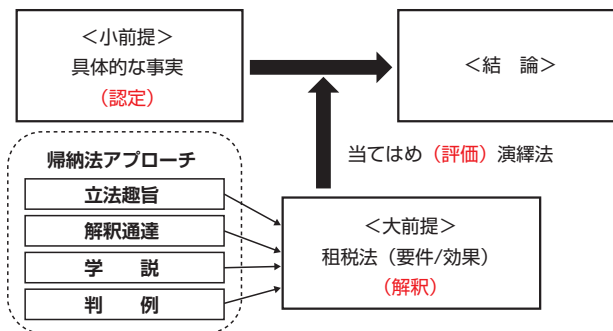 ＜小前提＞
具体的な事実
（認定）
＜結　論＞
当てはめ（評価）演繹法
帰納法アプローチ
立法趣旨
解釈通達
学　　説
判　　例
＜大前提＞
租税法（要件/効果）
（解釈）